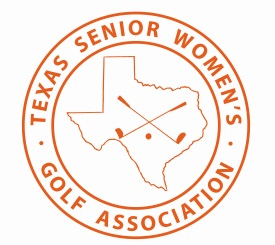 · TEXAS SENIOR WOMEN'S ·
GOLF ASSOCIATION